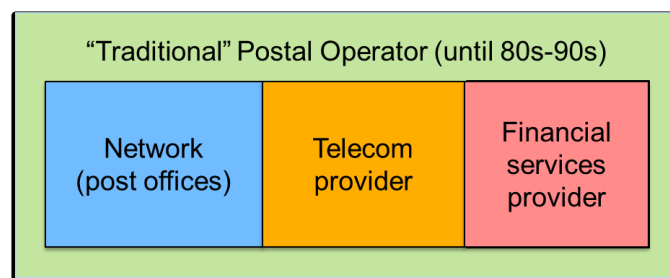 “Traditional” Postal Operator (until 80s-90s)
Network
(post offices)
Telecom
provider
Financial
services
provider